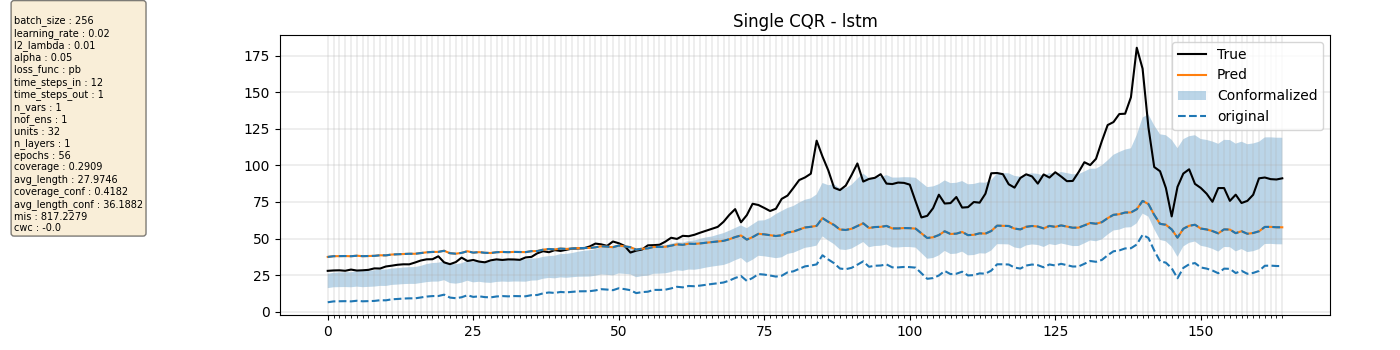 batch_size : 256
learning_rate : 0.02
l2_lambda : 0.01
alpha : 0.05
loss_func : pb
time_steps_in : 12
time_steps_out : 1
n_vars : 1
nof_ens : 1
units : 32
n_layers : 1
epochs : 56
coverage : 0.2909
avg_length : 27.9746
coverage_conf : 0.4182
avg_length_conf : 36.1882
mis : 817.2279
cwc : -0.0
Single CQR - lstm
175
150
125
100
75
50
25
0
True
Pred
Conformalized
original
0 25 50 75 100 125 150